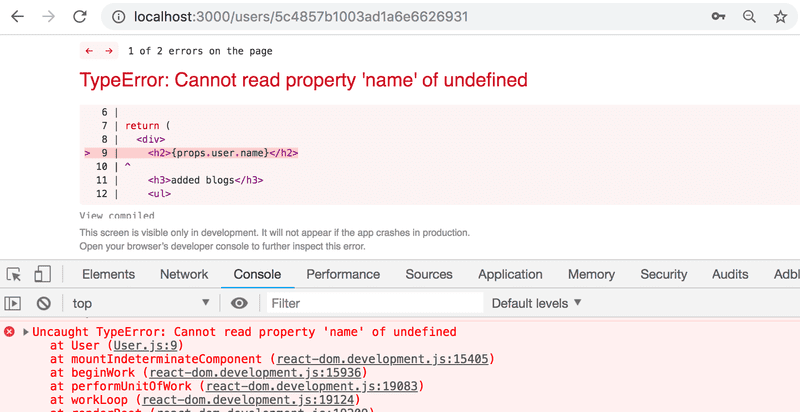 localhost:3000/users/5c4857b1003ad1a6e6626931
← → 1 of 2 errors on the page
TypeError: Cannot read property 'name' of undefined
6 |
7 | return (
8 |   <div>
> 9 |     <h2>{props.user.name}</h2>
10 | ^
11 |     <h3>added blogs</h3>
12 |     <ul>
View compiled
This screen is visible only in development. It will not appear if the app crashes in production.
Open your browser's developer console to further inspect this error.
Elements Network Console Performance Sources Application Memory Security Audits Adbl
top Filter Default levels
Uncaught TypeError: Cannot read property 'name' of undefined
at User (User.js:9)
at mountIndeterminateComponent (react-dom.development.js:15405)
at beginWork (react-dom.development.js:15936)
at performUnitOfWork (react-dom.development.js:19083)
at workLoop (react-dom.development.js:19124)